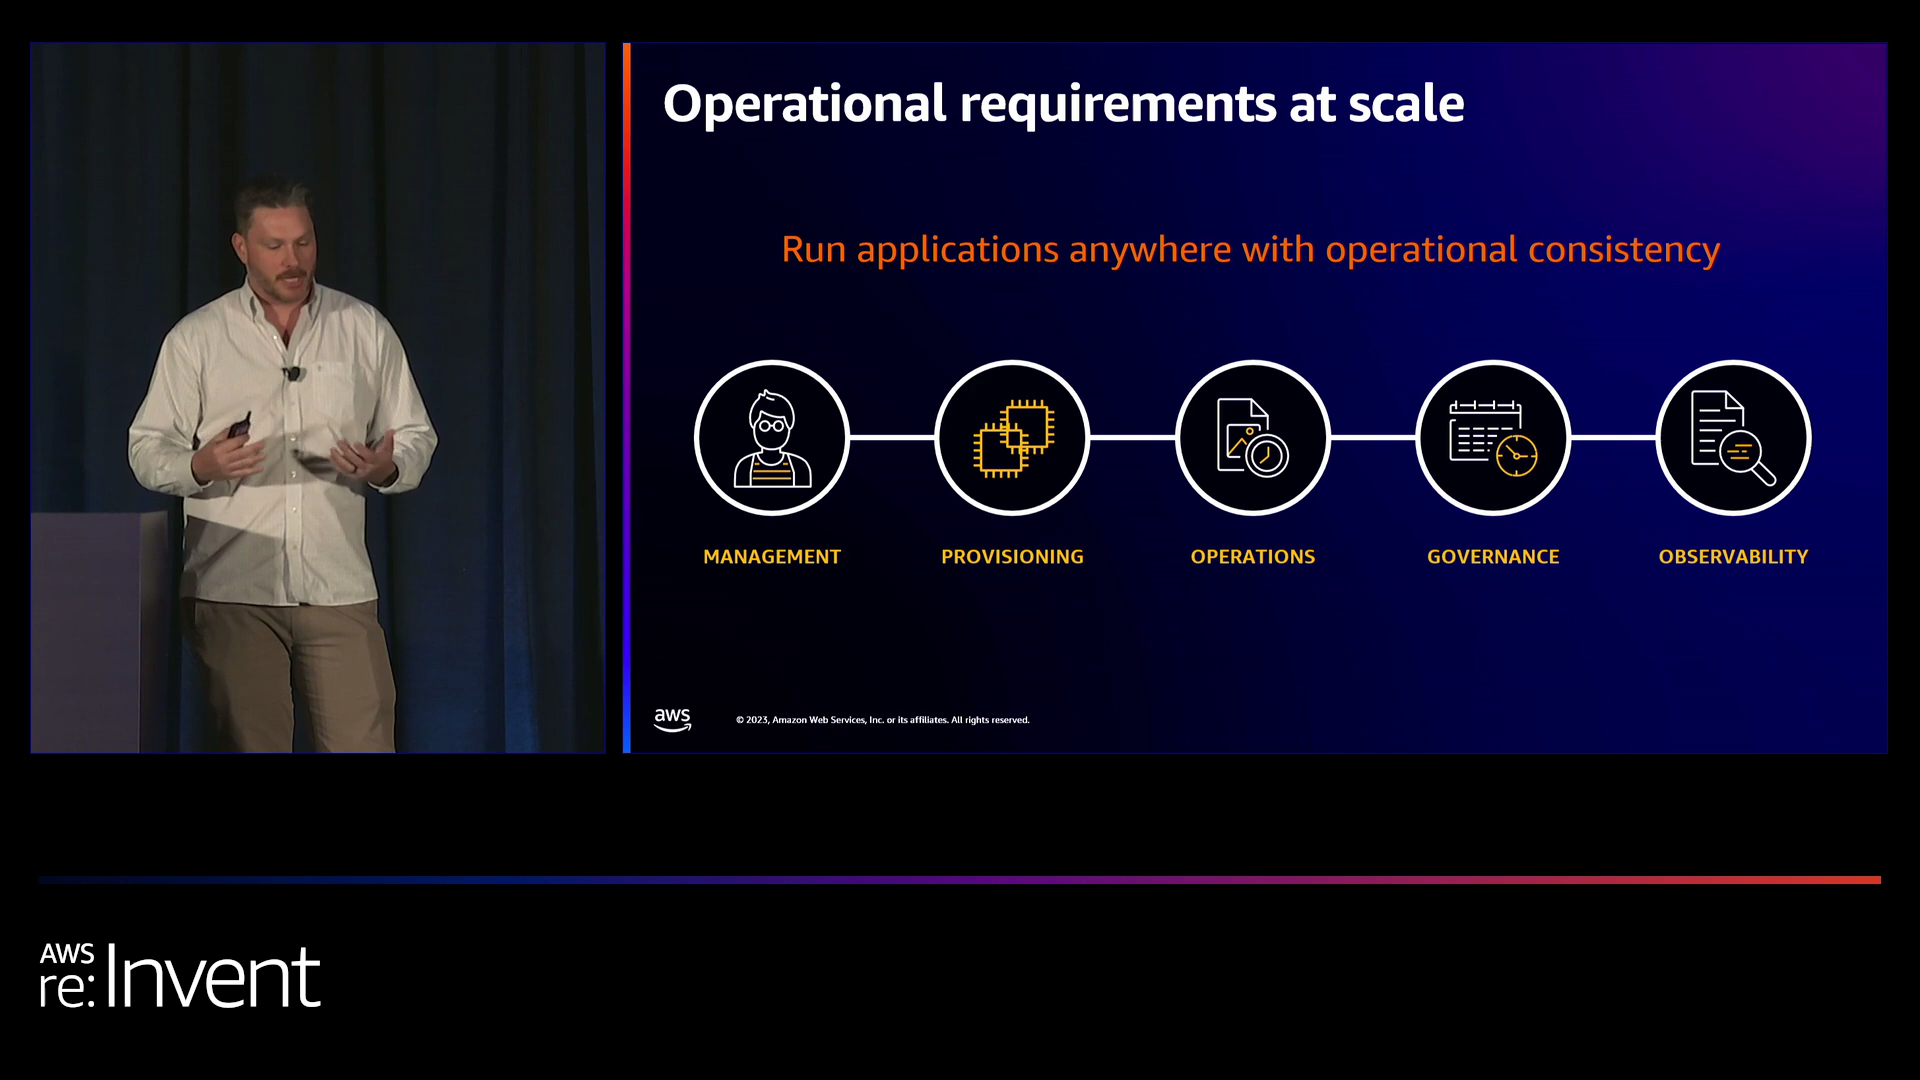 Operational requirements at scale
Run applications anywhere with operational consistency
MANAGEMENT
PROVISIONING
OPERATIONS
GOVERNANCE
OBSERVABILITY
aws
© 2023, Amazon Web Services, Inc. or its affiliates. All rights reserved.
AWS
re:Invent